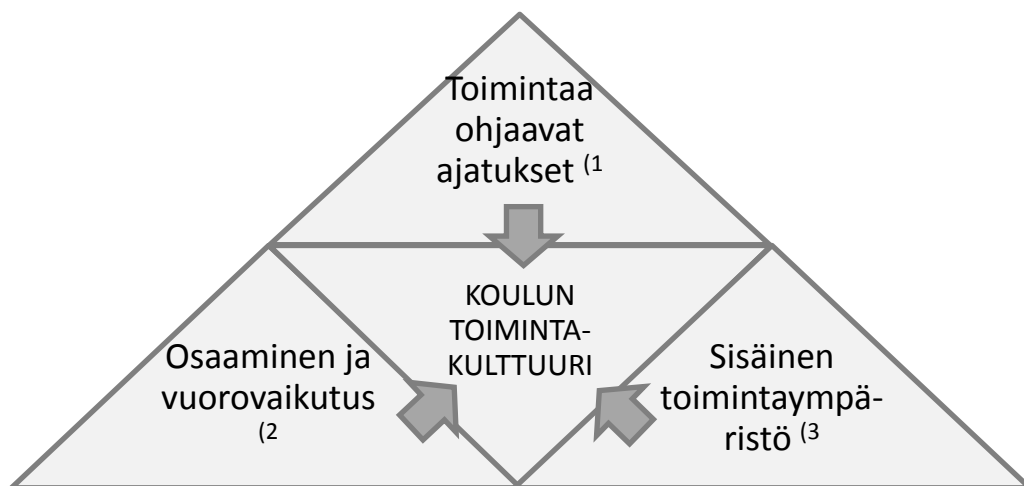 Toimintaa
ohjaavat
ajatukset (1
KOULUN
TOIMINTA-
KULTTUURI
Osaaminen ja
vuorovaikutus
(2
Sisäinen
toimintaympä-
ristö (3